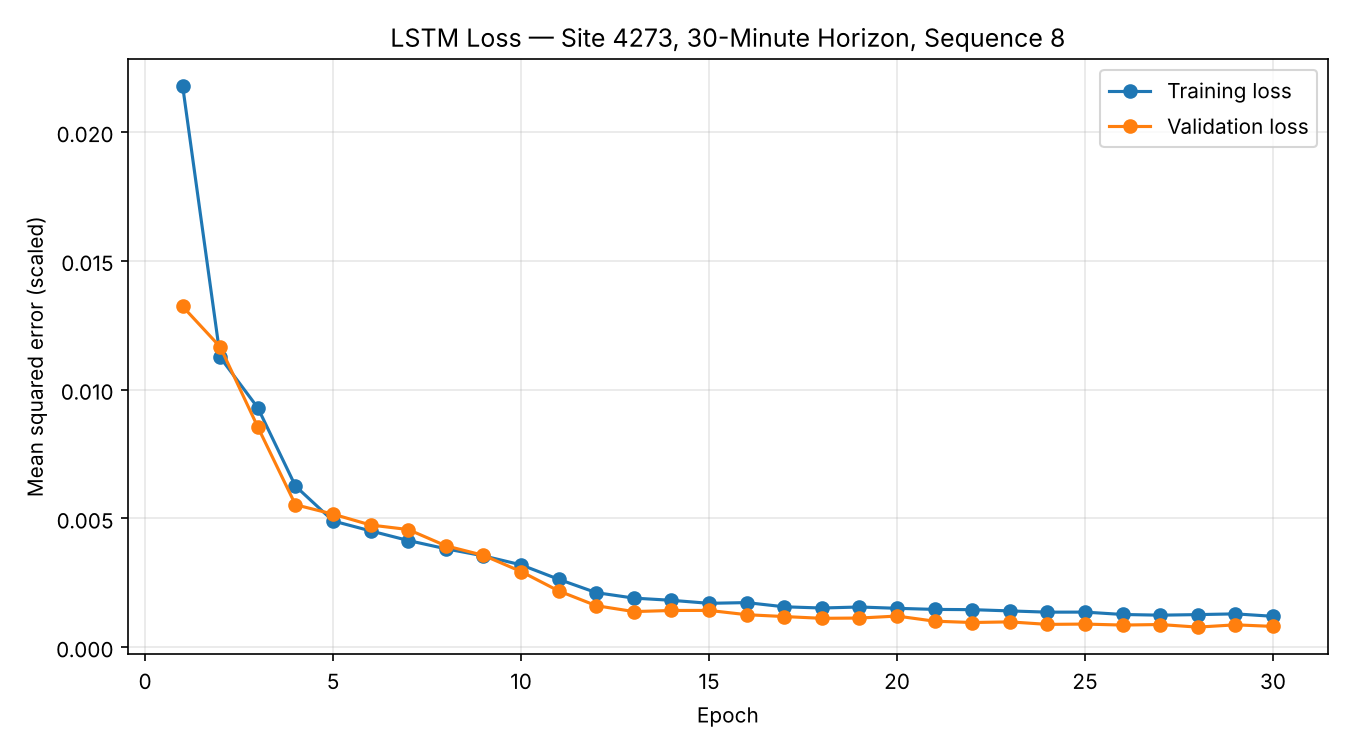 LSTM Loss — Site 4273, 30-Minute Horizon, Sequence 8
Training loss
Validation loss
Mean squared error (scaled)
0.020
0.015
0.010
0.005
0.000
0
5
10
15
20
25
30
Epoch